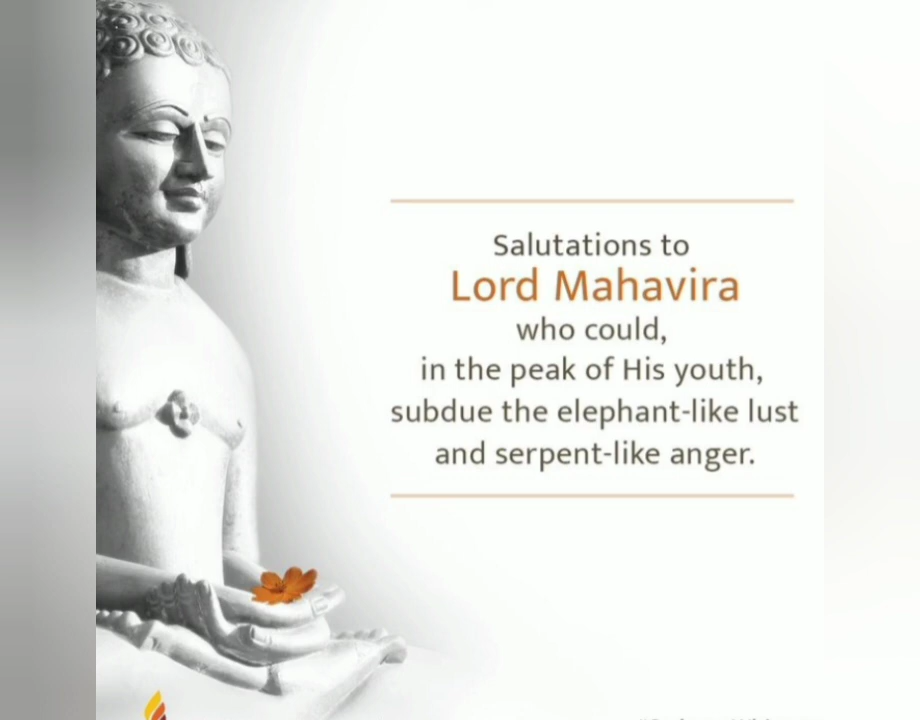 Salutations to
Lord Mahavira
who could,
in the peak of His youth,
subdue the elephant-like lust
and serpent-like anger.